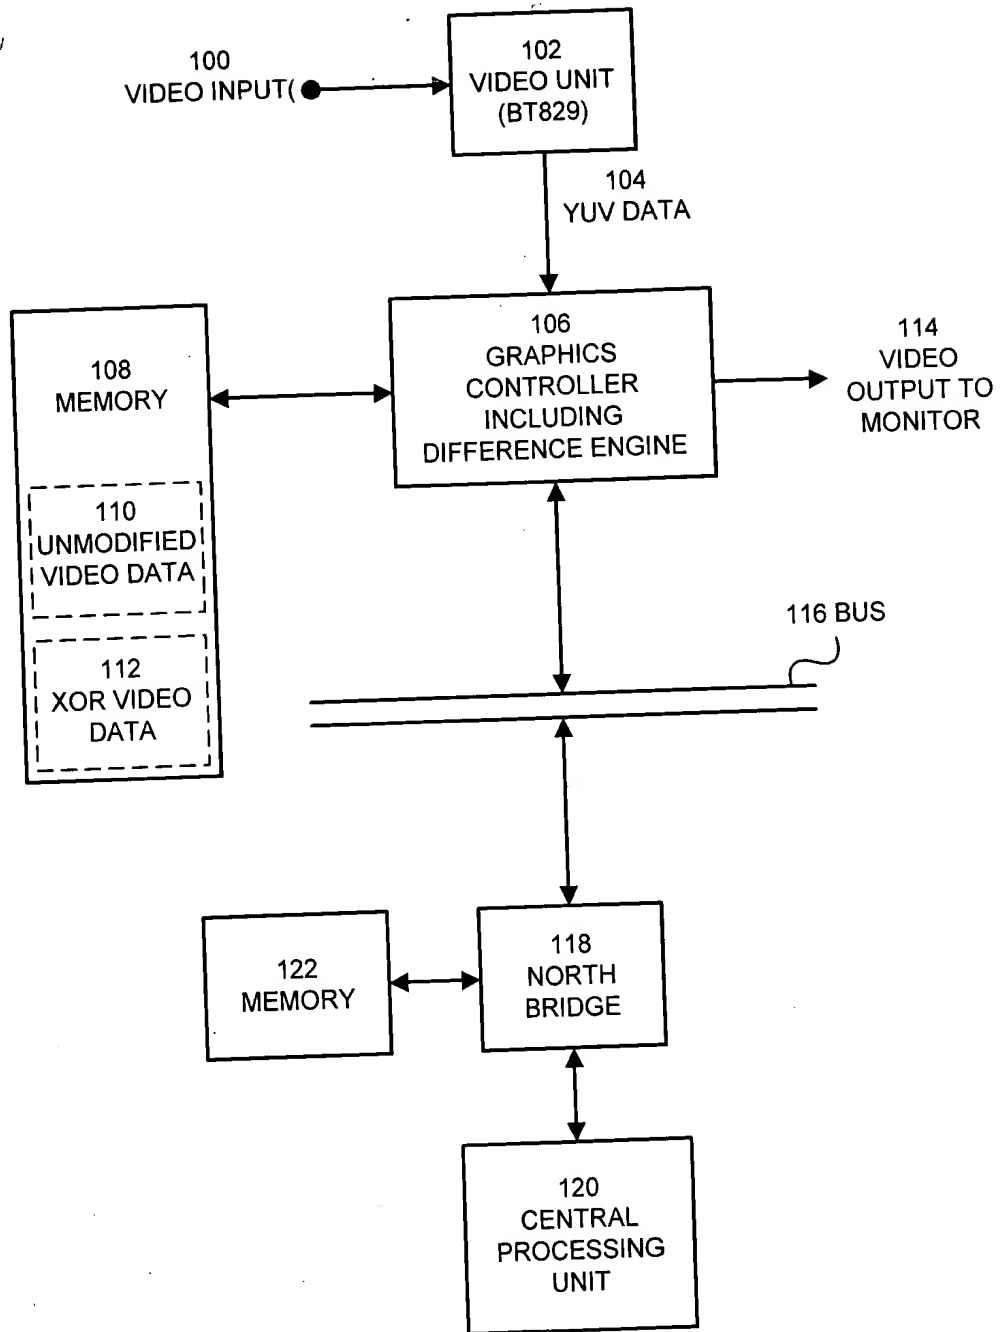 100
VIDEO INPUT(
102
VIDEO UNIT
(BT829)
104
YUV DATA
106
GRAPHICS
CONTROLLER
INCLUDING
DIFFERENCE ENGINE
114
VIDEO
OUTPUT TO
MONITOR
108
MEMORY
110
UNMODIFIED
VIDEO DATA
112
XOR VIDEO
DATA
116 BUS
118
NORTH
BRIDGE
122
MEMORY
120
CENTRAL
PROCESSING
UNIT